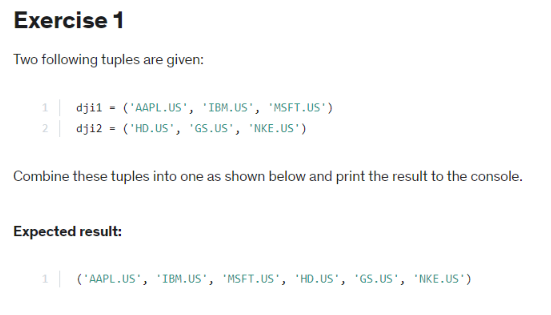 Exercise 1
Two following tuples are given:
1 dji1 = ('AAPL.US', 'IBM.US', 'MSFT.US')
2 dji2 = ('HD.US', 'GS.US', 'NKE.US')
Combine these tuples into one as shown below and print the result to the console.
Expected result:
1 ('AAPL.US', 'IBM.US', 'MSFT.US', 'HD.US', 'GS.US', 'NKE.US')